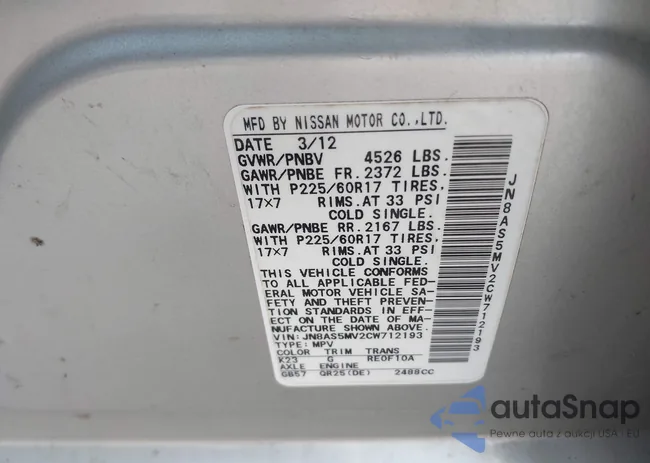 MFD BY NISSAN MOTOR CO.,LTD.
DATE 3/12
GVWR/PNBV 4526 LBS.
GAWR/PNBE FR. 2372 LBS.
WITH P225/60R17 TIRES,
17×7 RIMS.AT 33 PSI
COLD SINGLE.
GAWR/PNBE RR. 2167 LBS.
WITH P225/60R17 TIRES,
17×7 RIMS.AT 33 PSI
COLD SINGLE.
THIS VEHICLE CONFORMS
TO ALL APPLICABLE FED-
ERAL MOTOR VEHICLE SA-
FETY AND THEFT PREVEN-
TION STANDARDS IN EFF-
ECT ON THE DATE OF MA-
NUFACTURE SHOWN ABOVE.
VIN: JN8AS5MV2CW712193
TYPE: MPV
COLOR TRIM TRANS
K23 G RE0F10A
AXLE ENGINE
GB57 QR25(DE) 2488CC
JN8AS5MV2CW712193
autaSnap
Pewne auta z aukcji USA - EU